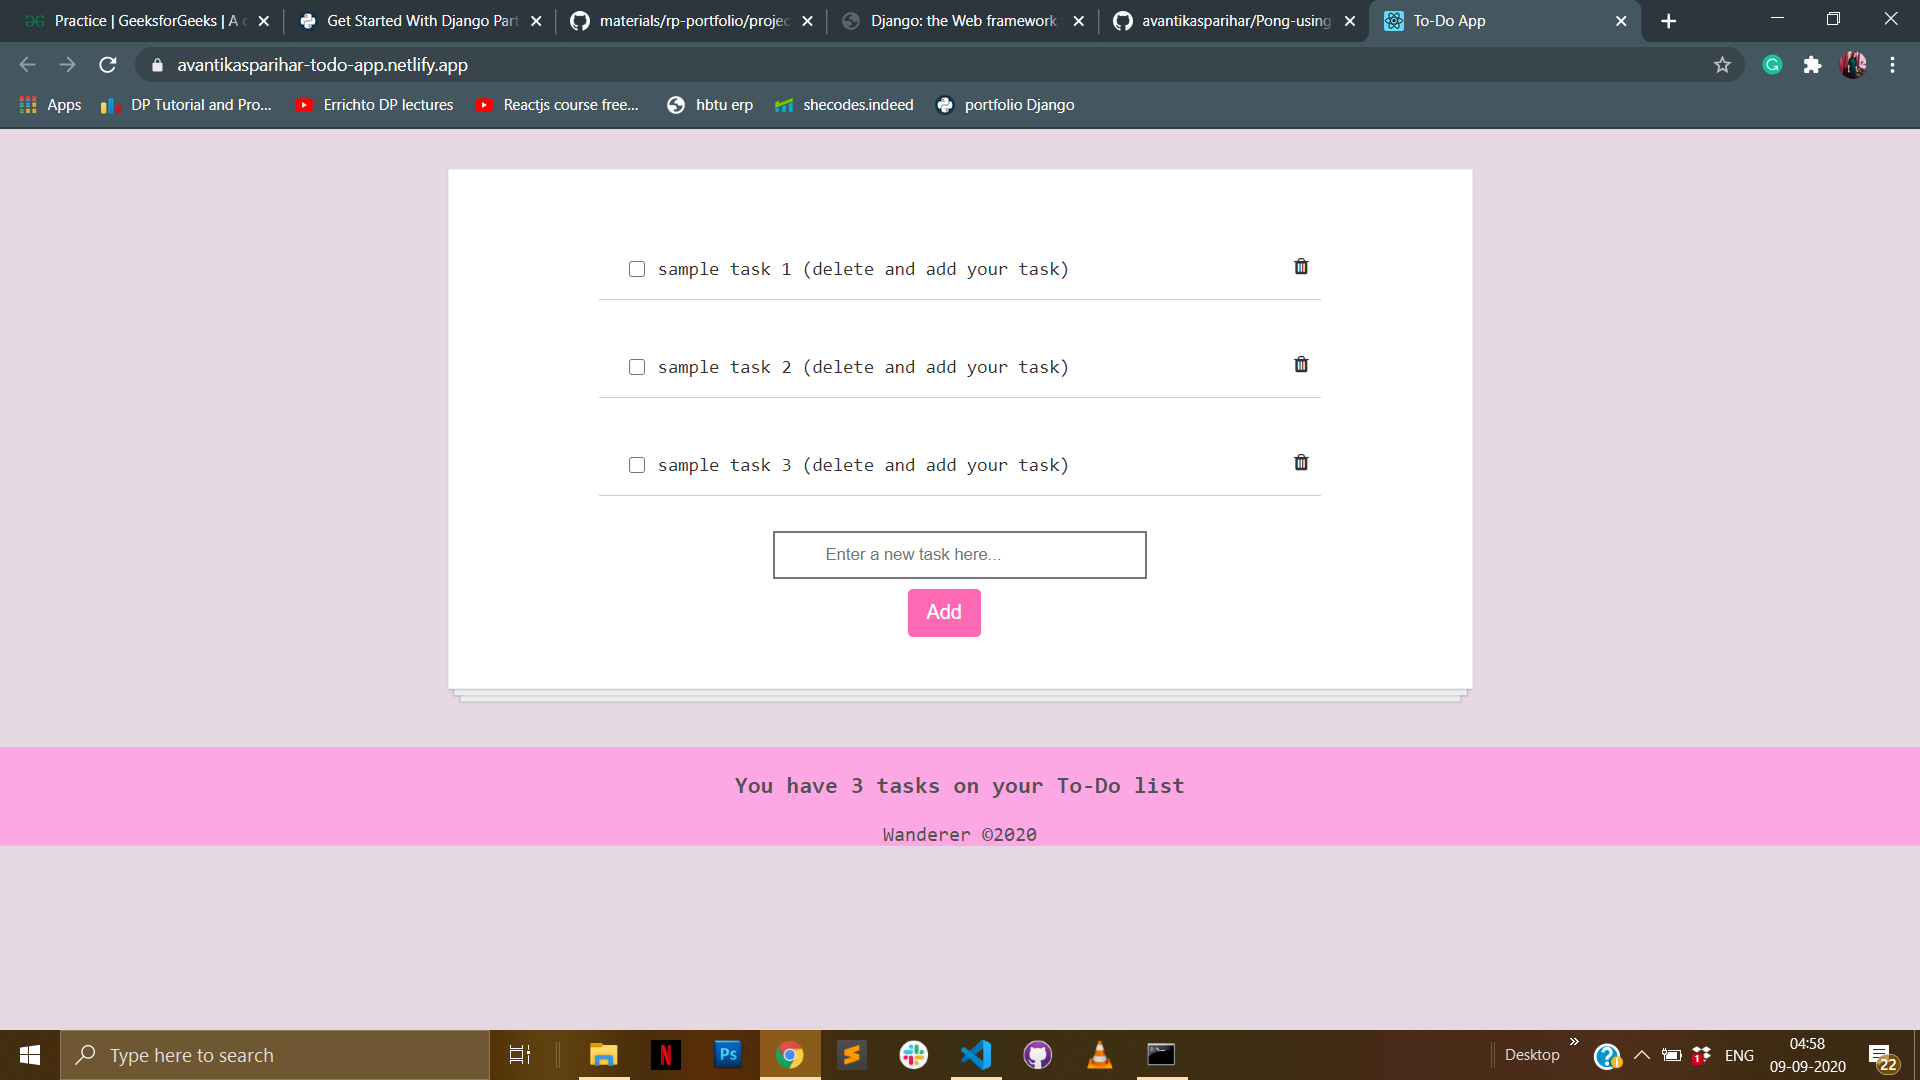 Practice | GeeksforGeeks | A
Get Started With Django Part
materials/rp-portfolio/projec
Django: the Web framework
avantikasparihar/Pong-using
To-Do App
avantikasparihar-todo-app.netlify.app
Apps
DP Tutorial and Pro...
Errichto DP lectures
Reactjs course free...
hbtu erp
shecodes.indeed
portfolio Django
sample task 1 (delete and add your task)
sample task 2 (delete and add your task)
sample task 3 (delete and add your task)
Enter a new task here...
Add
You have 3 tasks on your To-Do list
Wanderer ©2020
Type here to search
Ps
Desktop
1
ENG
04:58
09-09-2020
22